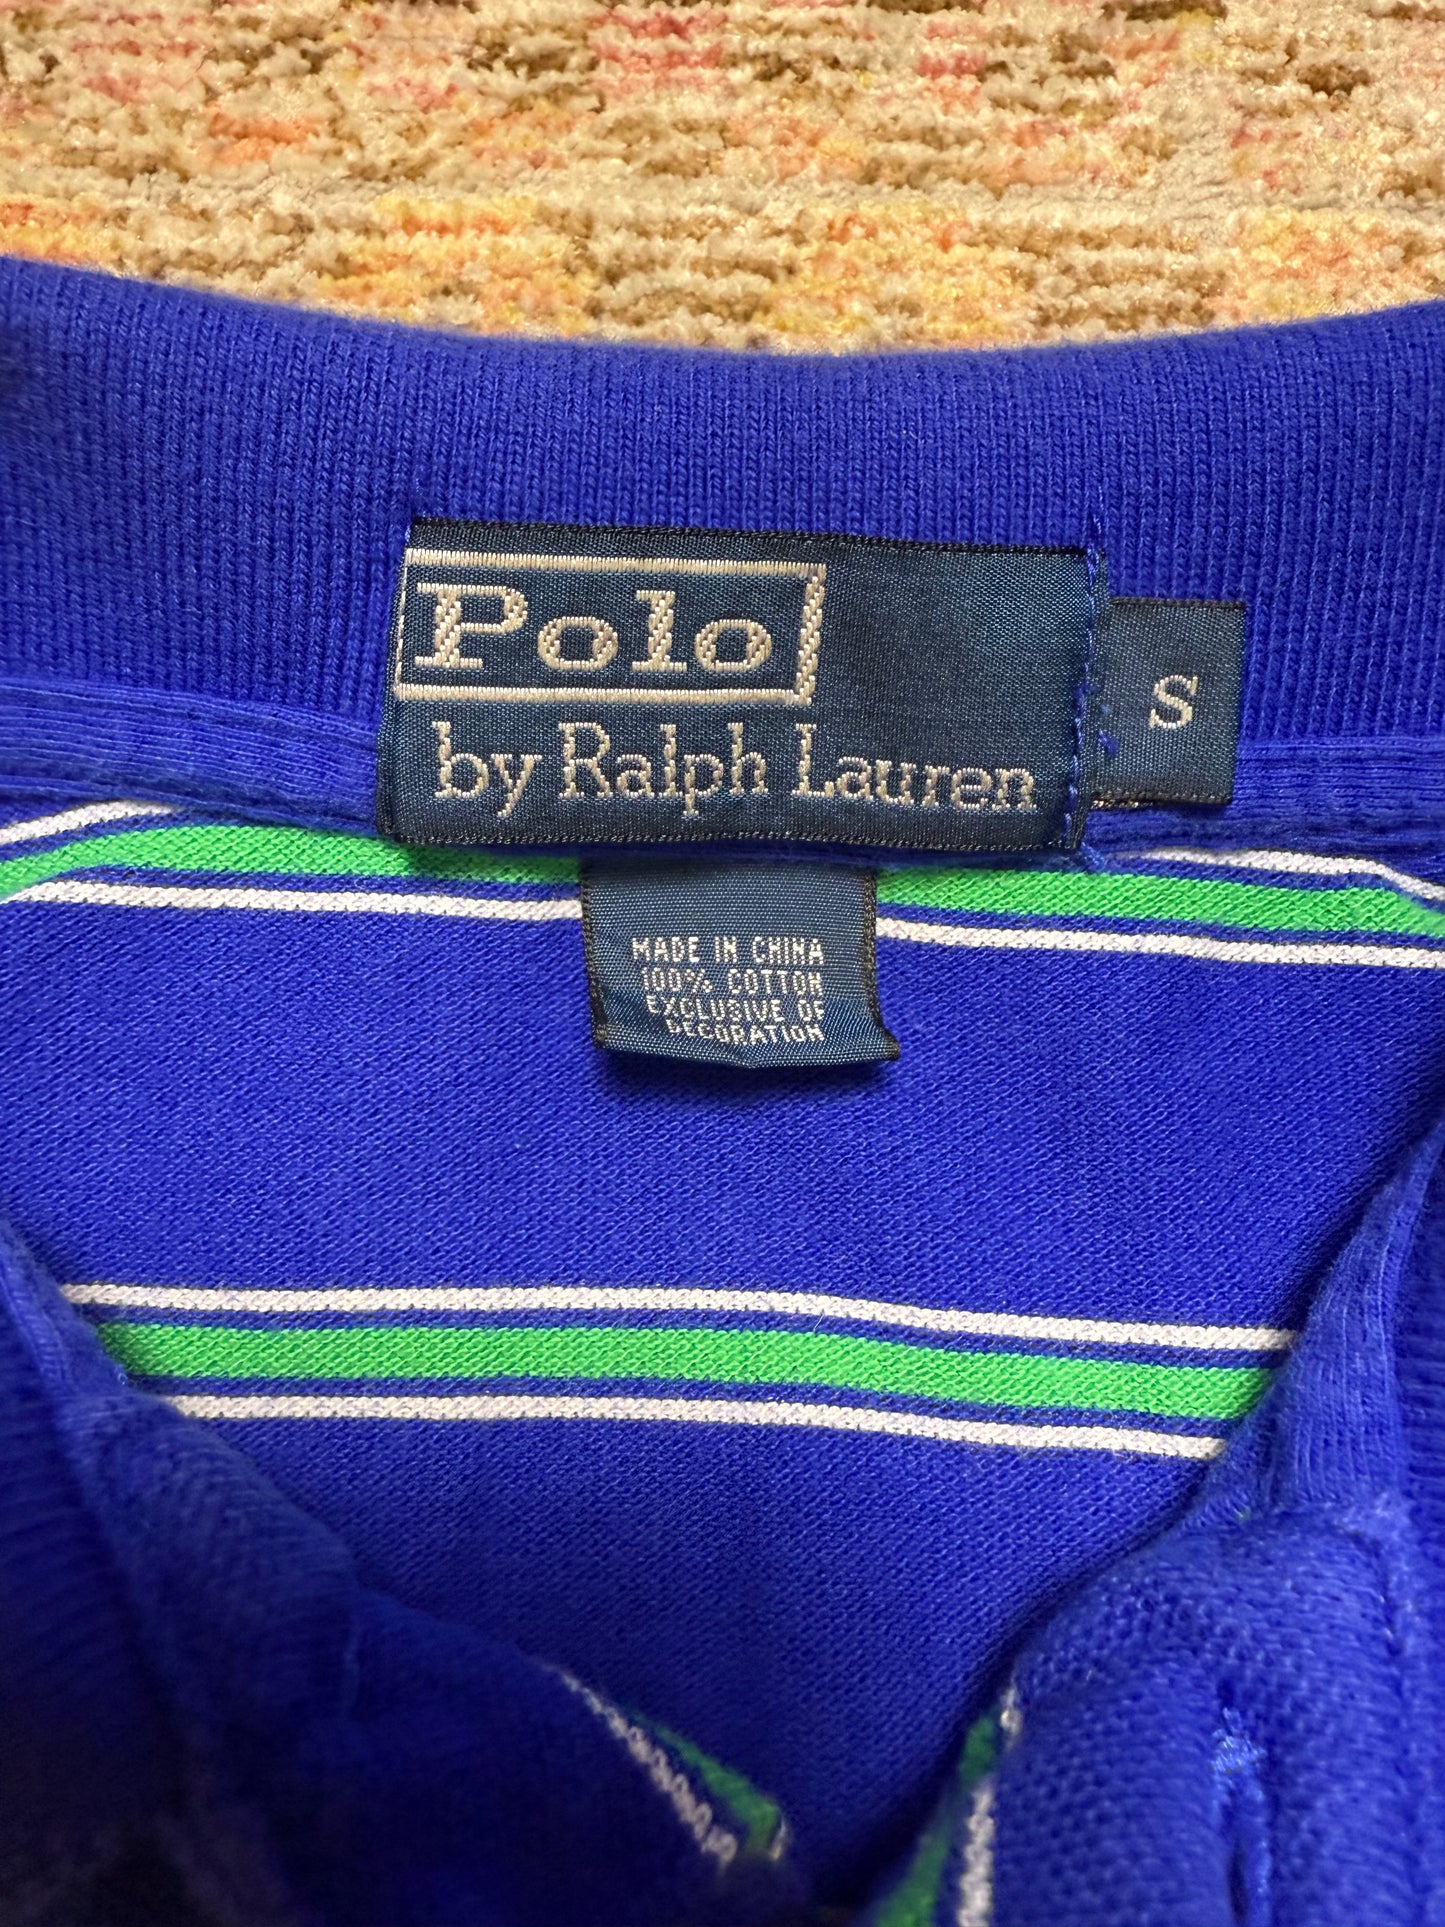 Polo
by Ralph Lauren
S
MADE IN CHINA
100% COTTON
EXCLUSIVE OF
DECORATION